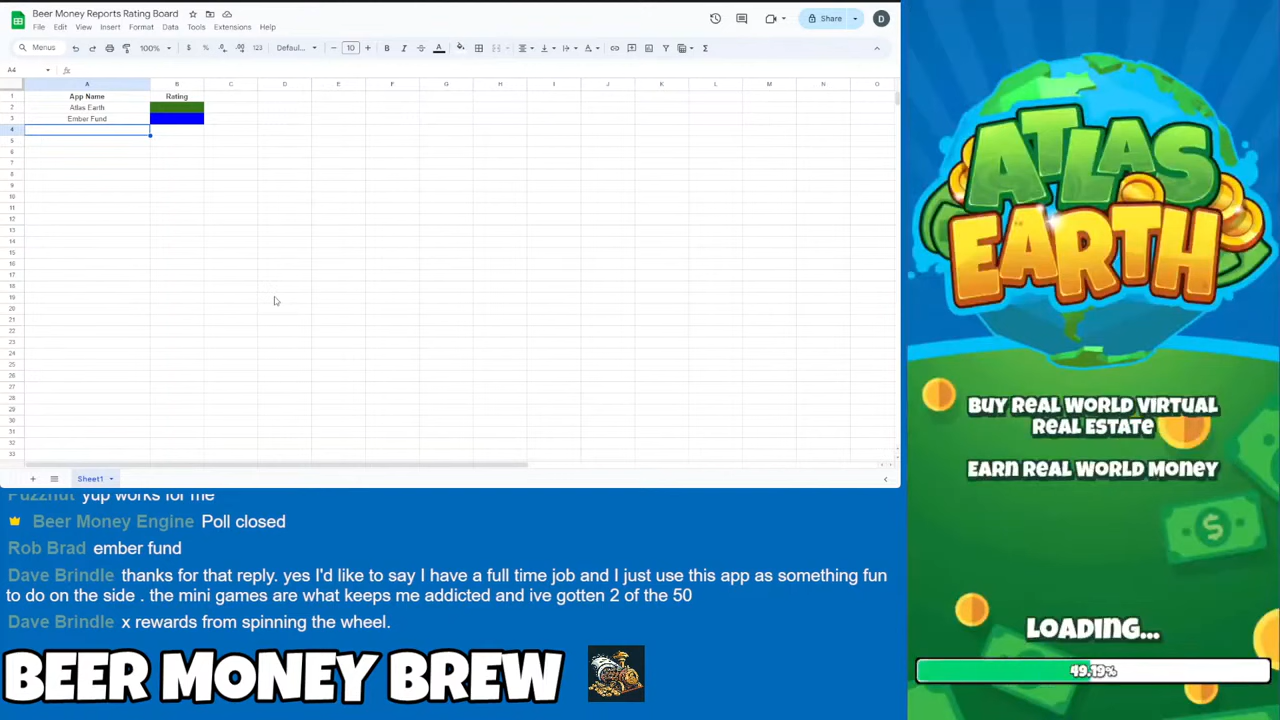 Beer Money Reports Rating Board
File Edit View Insert Format Data Tools Extensions Help
Share
D
Menus 100% $ % .0 .00 123 Defaul... 10 B I A
A4 fx
A B C D E F G H I J K L M N O
1 App Name Rating
2 Atlas Earth
3 Ember Fund
4
5
6
7
8
9
10
11
12
13
14
15
16
17
18
19
20
21
22
23
24
25
26
27
28
29
30
31
32
33
Sheet1
Fuzznut yup works for me
Beer Money Engine Poll closed
Rob Brad ember fund
Dave Brindle thanks for that reply. yes I'd like to say I have a full time job and I just use this app as something fun
to do on the side . the mini games are what keeps me addicted and ive gotten 2 of the 50
Dave Brindle x rewards from spinning the wheel.
BEER MONEY BREW
ATLAS
EARTH
BUY REAL WORLD VIRTUAL
REAL ESTATE
EARN REAL WORLD MONEY
LOADING...
49.19%